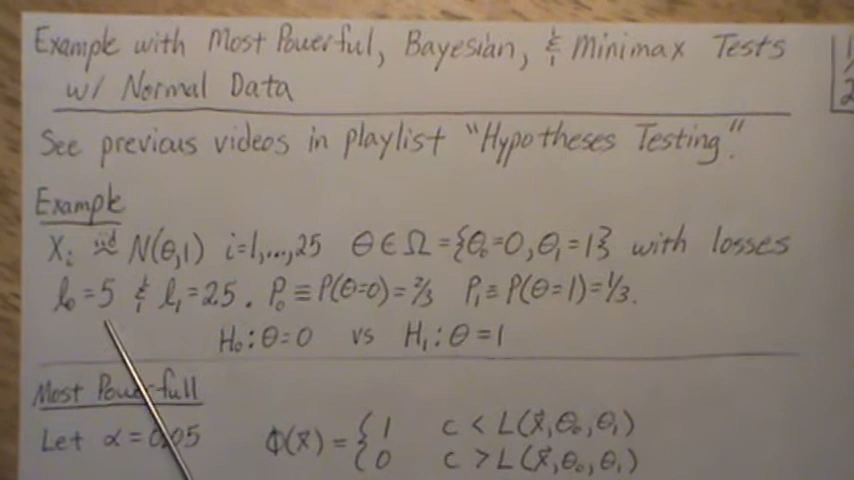 Example with Most Powerful, Bayesian, & Minimax Tests
w/ Normal Data
See previous videos in playlist "Hypotheses Testing".
Example
Xᵢ iid~ N(θ,1) i=1,...,25 θ∈Ω={θ₀=0,θ₁=1} with losses
l₀=5 & l₁=25. P₀≡P(θ=0)=2/3 P₁≡P(θ=1)=1/3.
H₀:θ=0 vs H₁:θ=1
Most Powerfull
Let α=0.05 Φ(x⃗)={1 c<L(x⃗,θ₀,θ₁)
0 c>L(x⃗,θ₀,θ₁)